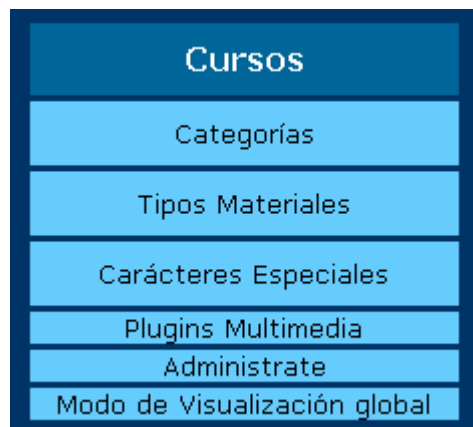 Cursos
Categorías
Tipos Materiales
Carácteres Especiales
Plugins Multimedia
Administrate
Modo de Visualización global